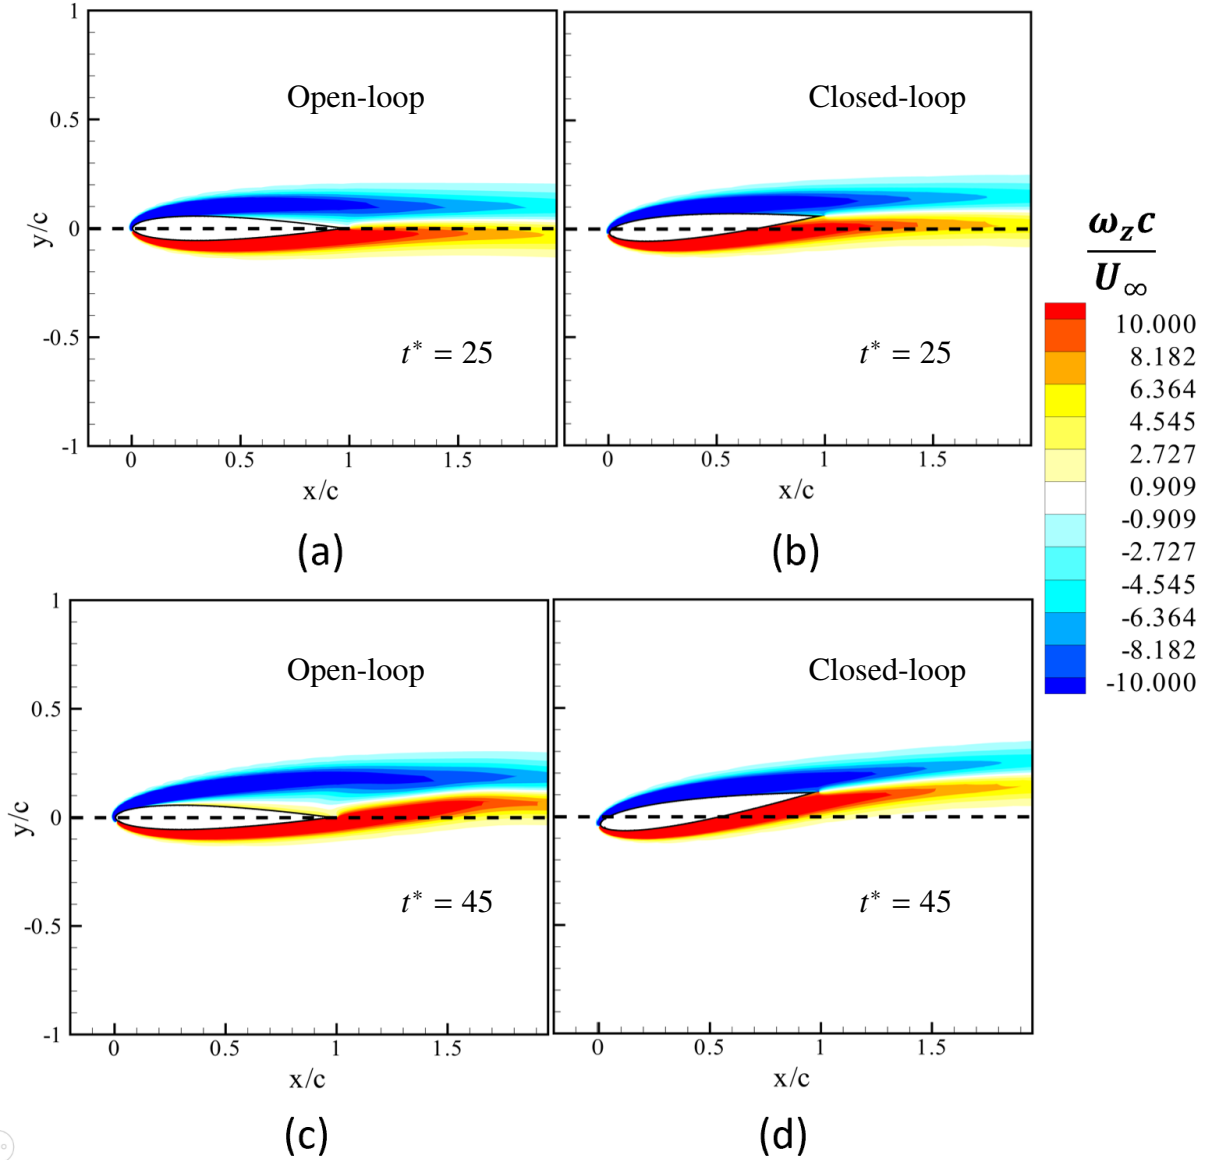 1
0.5
0
-0.5
-1
y/c
Open-loop
t* = 25
0 0.5 1 1.5
x/c
(a)
Closed-loop
t* = 25
0 0.5 1 1.5
x/c
(b)
ω_z c
U_∞
10.000
8.182
6.364
4.545
2.727
0.909
-0.909
-2.727
-4.545
-6.364
-8.182
-10.000
1
0.5
0
-0.5
-1
y/c
Open-loop
t* = 45
0 0.5 1 1.5
x/c
(c)
Closed-loop
t* = 45
0 0.5 1 1.5
x/c
(d)